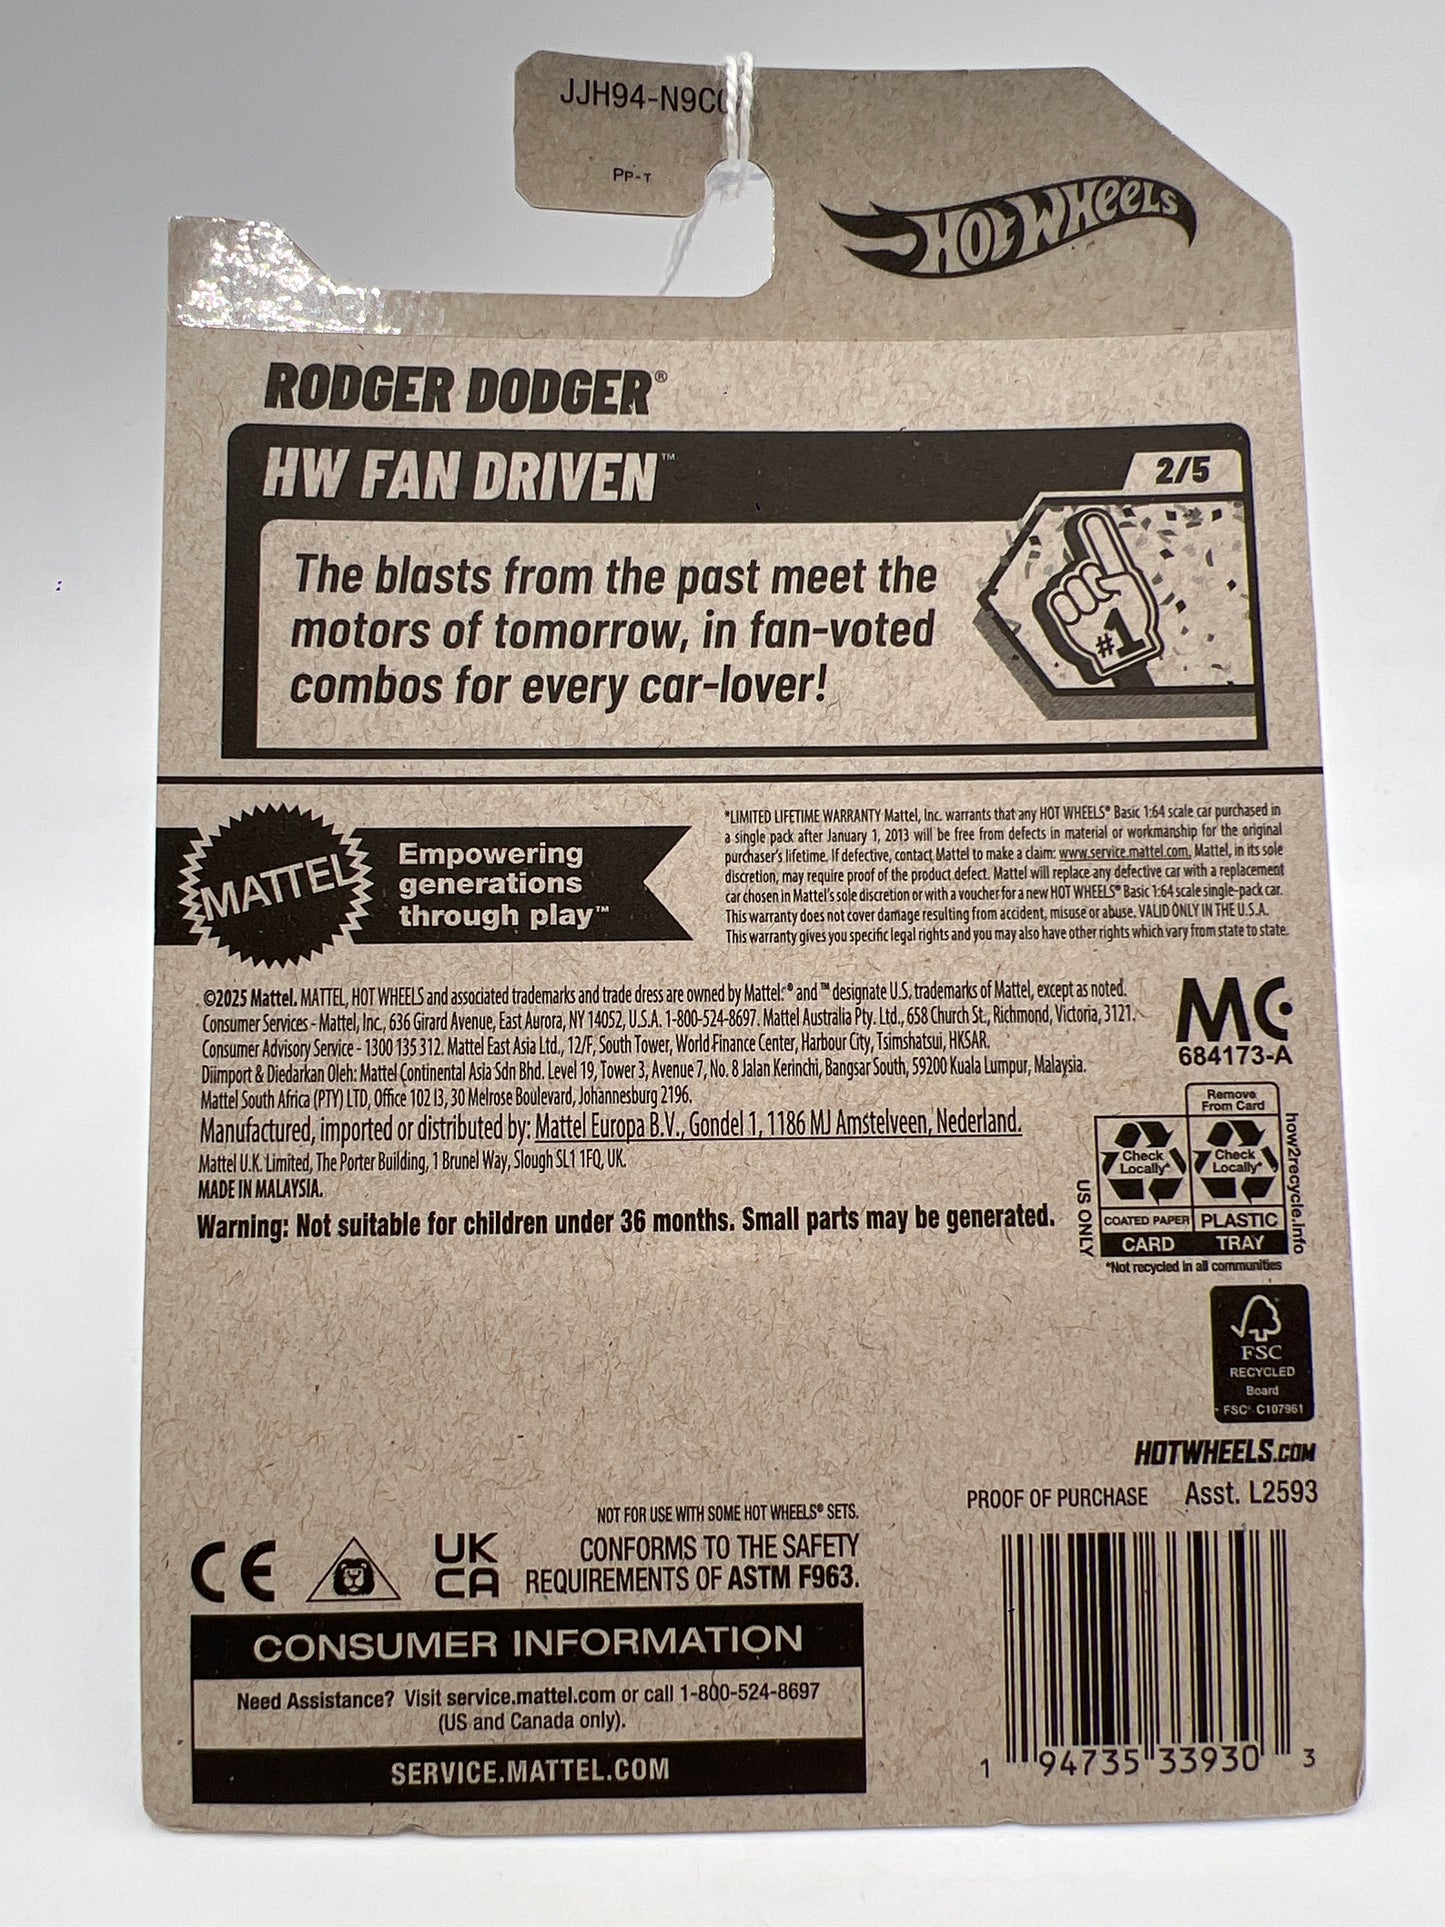 JJH94-N9C
PP-T
HOT WHEELS
RODGER DODGER®
HW FAN DRIVEN™
2/5
The blasts from the past meet the
motors of tomorrow, in fan-voted
combos for every car-lover!
#1
MATTEL
Empowering
generations
through play™
*LIMITED LIFETIME WARRANTY Mattel, Inc. warrants that any HOT WHEELS® Basic 1:64 scale car purchased in
a single pack after January 1, 2013 will be free from defects in material or workmanship for the original
purchaser's lifetime. If defective, contact Mattel to make a claim: www.service.mattel.com. Mattel, in its sole
discretion, may require proof of the product defect. Mattel will replace any defective car with a replacement
car chosen in Mattel's sole discretion or with a voucher for a new HOT WHEELS® Basic 1:64 scale single-pack car.
This warranty does not cover damage resulting from accident, misuse or abuse. VALID ONLY IN THE U.S.A.
This warranty gives you specific legal rights and you may also have other rights which vary from state to state.
©2025 Mattel. MATTEL, HOT WHEELS and associated trademarks and trade dress are owned by Mattel. ® and ™ designate U.S. trademarks of Mattel, except as noted.
Consumer Services - Mattel, Inc., 636 Girard Avenue, East Aurora, NY 14052, U.S.A. 1-800-524-8697. Mattel Australia Pty. Ltd., 658 Church St., Richmond, Victoria, 3121.
Consumer Advisory Service - 1300 135 312. Mattel East Asia Ltd., 12/F, South Tower, World Finance Center, Harbour City, Tsimshatsui, HKSAR.
Diimport & Diedarkan Oleh: Mattel Continental Asia Sdn Bhd. Level 19, Tower 3, Avenue 7, No. 8 Jalan Kerinchi, Bangsar South, 59200 Kuala Lumpur, Malaysia.
Mattel South Africa (PTY) LTD, Office 102 I3, 30 Melrose Boulevard, Johannesburg 2196.
Manufactured, imported or distributed by: Mattel Europa B.V., Gondel 1, 1186 MJ Amstelveen, Nederland.
Mattel U.K. Limited, The Porter Building, 1 Brunel Way, Slough SL1 1FQ, UK.
MADE IN MALAYSIA.
Warning: Not suitable for children under 36 months. Small parts may be generated.
MC
684173-A
Remove
From Card
Check
Locally*
Check
Locally*
US ONLY
how2recycle.info
COATED PAPER
PLASTIC
CARD
TRAY
*Not recycled in all communities
FSC
RECYCLED
Board
FSC® C107961
HOTWHEELS.COM
PROOF OF PURCHASE
Asst. L2593
NOT FOR USE WITH SOME HOT WHEELS® SETS.
CE
UK
CA
CONFORMS TO THE SAFETY
REQUIREMENTS OF ASTM F963.
CONSUMER INFORMATION
Need Assistance? Visit service.mattel.com or call 1-800-524-8697
(US and Canada only).
SERVICE.MATTEL.COM
1 94735 33930 3